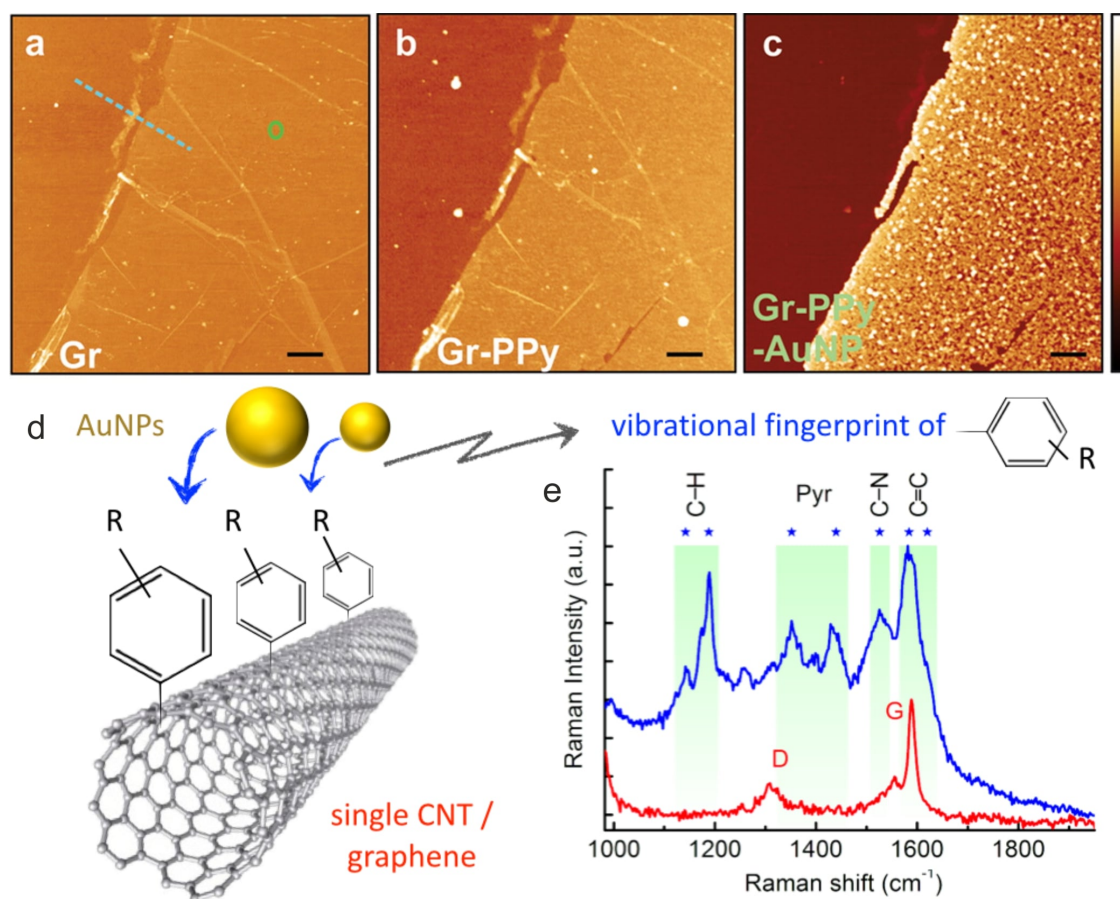 a
Gr
b
Gr-PPy
c
Gr-PPy
-AuNP
d
AuNPs
vibrational fingerprint of
R
R
R
R
single CNT /
graphene
e
C–H
Pyr
C–N
C=C
★ ★ ★ ★ ★ ★ ★
Raman Intensity (a.u.)
G
D
1000 1200 1400 1600 1800
Raman shift (cm⁻¹)